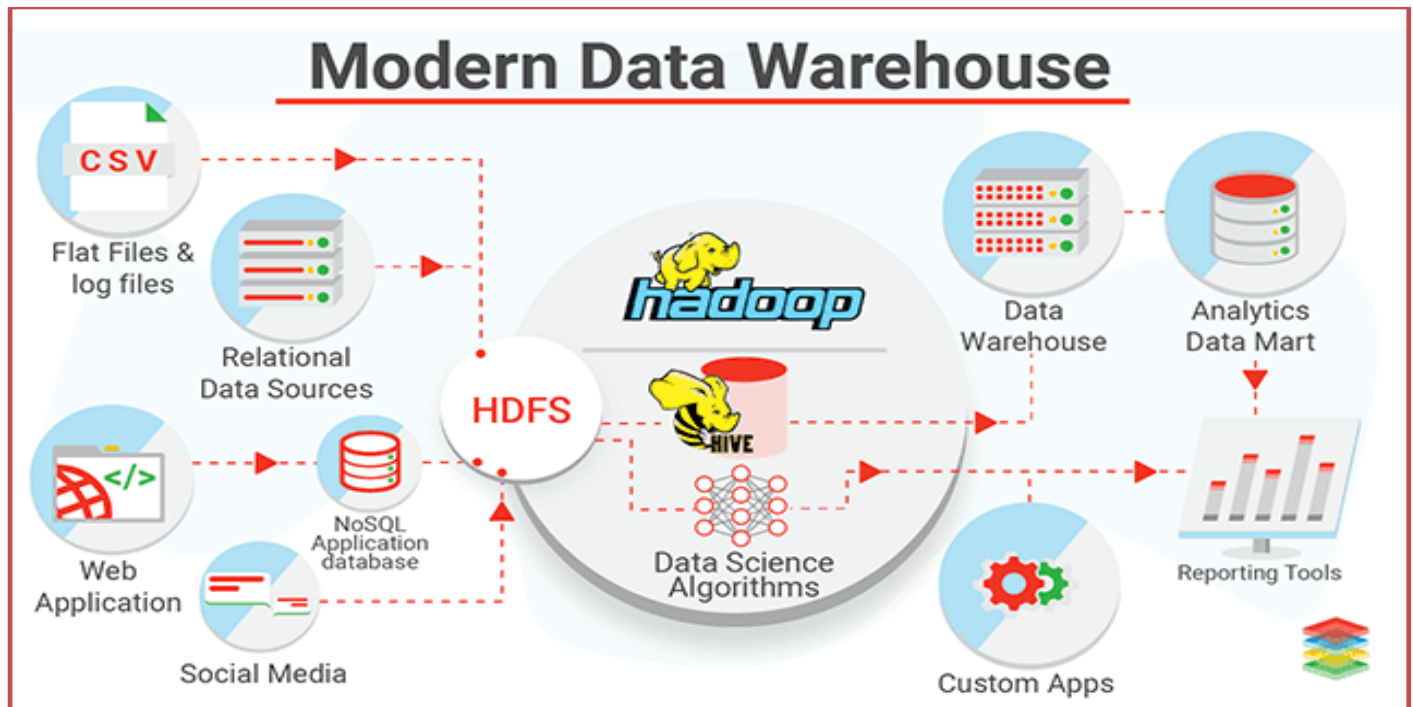 Modern Data Warehouse
CSV
Flat Files &
log files
Relational
Data Sources
Web
Application
NoSQL
Application
database
Social Media
HDFS
hadoop
HIVE
Data Science
Algorithms
Data
Warehouse
Analytics
Data Mart
</>
Reporting Tools
Custom Apps